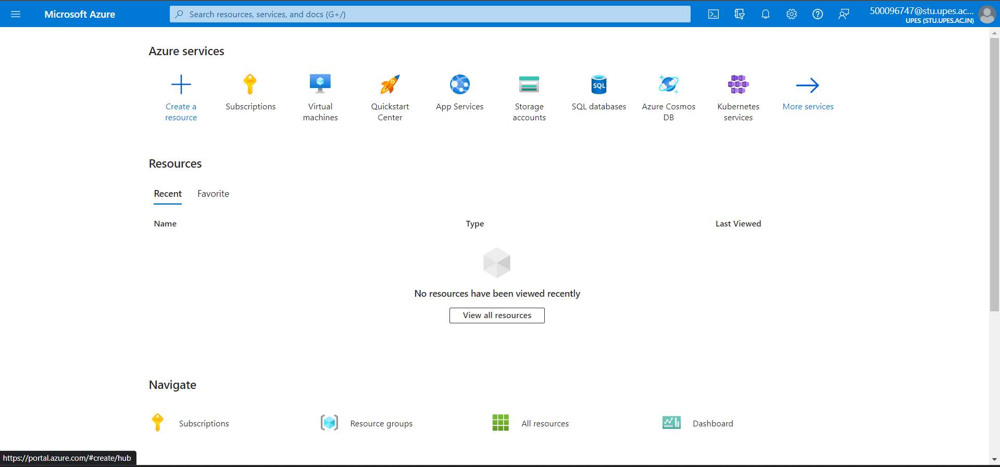 Microsoft Azure
Search resources, services, and docs (G+/)
500096747@stu.upes.ac...
UPES (STU.UPES.AC.IN)
Azure services
Create a
resource
Subscriptions
Virtual
machines
Quickstart
Center
App Services
Storage
accounts
SQL
SQL databases
Azure Cosmos
DB
Kubernetes
services
More services
Resources
Recent
Favorite
Name
Type
Last Viewed
No resources have been viewed recently
View all resources
Navigate
Subscriptions
Resource groups
All resources
Dashboard
https://portal.azure.com/#create/hub